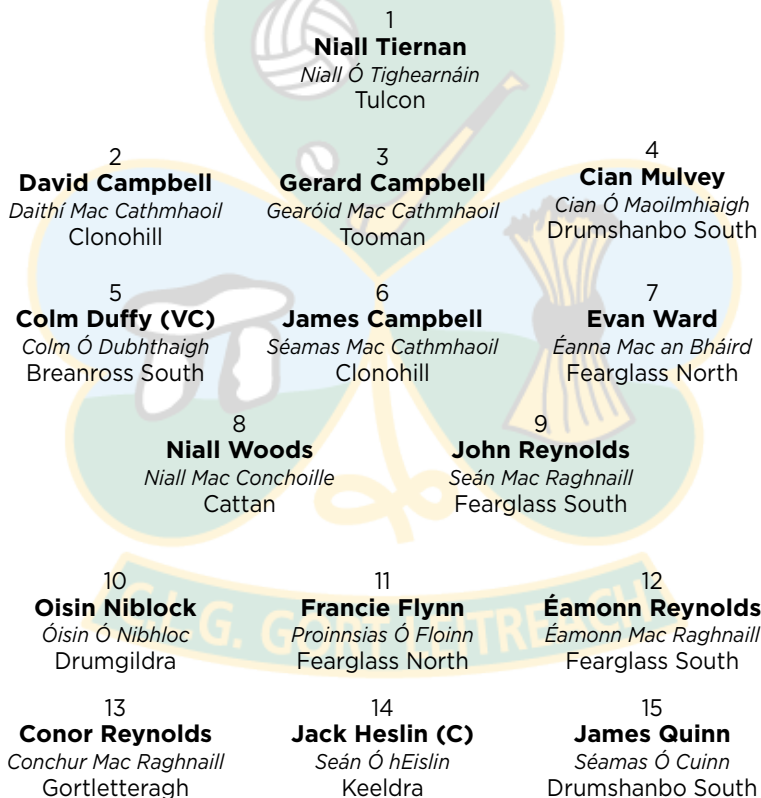 1
Niall Tiernan
Niall Ó Tighearnáin
Tulcon
2
David Campbell
Daithí Mac Cathmhaoil
Clonohill
3
Gerard Campbell
Gearóid Mac Cathmhaoil
Tooman
4
Cian Mulvey
Cian Ó Maoilmhiaigh
Drumshanbo South
5
Colm Duffy (VC)
Colm Ó Dubhthaigh
Breanross South
6
James Campbell
Séamas Mac Cathmhaoil
Clonohill
7
Evan Ward
Éanna Mac an Bháird
Fearglass North
8
Niall Woods
Niall Mac Conchoille
Cattan
9
John Reynolds
Seán Mac Raghnaill
Fearglass South
10
Oisin Niblock
Óisin Ó Nibhloc
Drumgildra
11
Francie Flynn
Proinnsias Ó Floinn
Fearglass North
12
Éamonn Reynolds
Éamonn Mac Raghnaill
Fearglass South
13
Conor Reynolds
Conchur Mac Raghnaill
Gortletteragh
14
Jack Heslin (C)
Seán Ó hEislin
Keeldra
15
James Quinn
Séamas Ó Cuinn
Drumshanbo South
C.L.G. GORT LEITREACH